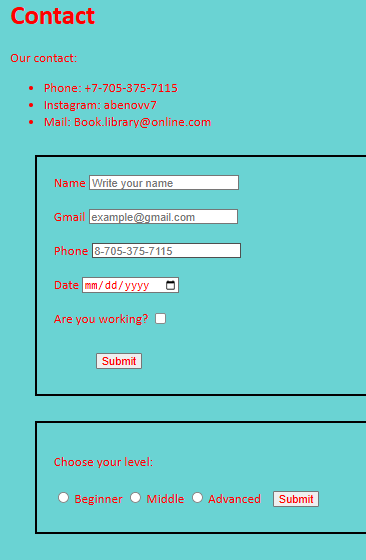 Contact
Our contact:
Phone: +7-705-375-7115
Instagram: abenovv7
Mail: Book.library@online.com
Name Write your name
Gmail example@gmail.com
Phone 8-705-375-7115
Date mm/dd/yyyy
Are you working?
Submit
Choose your level:
Beginner Middle Advanced Submit